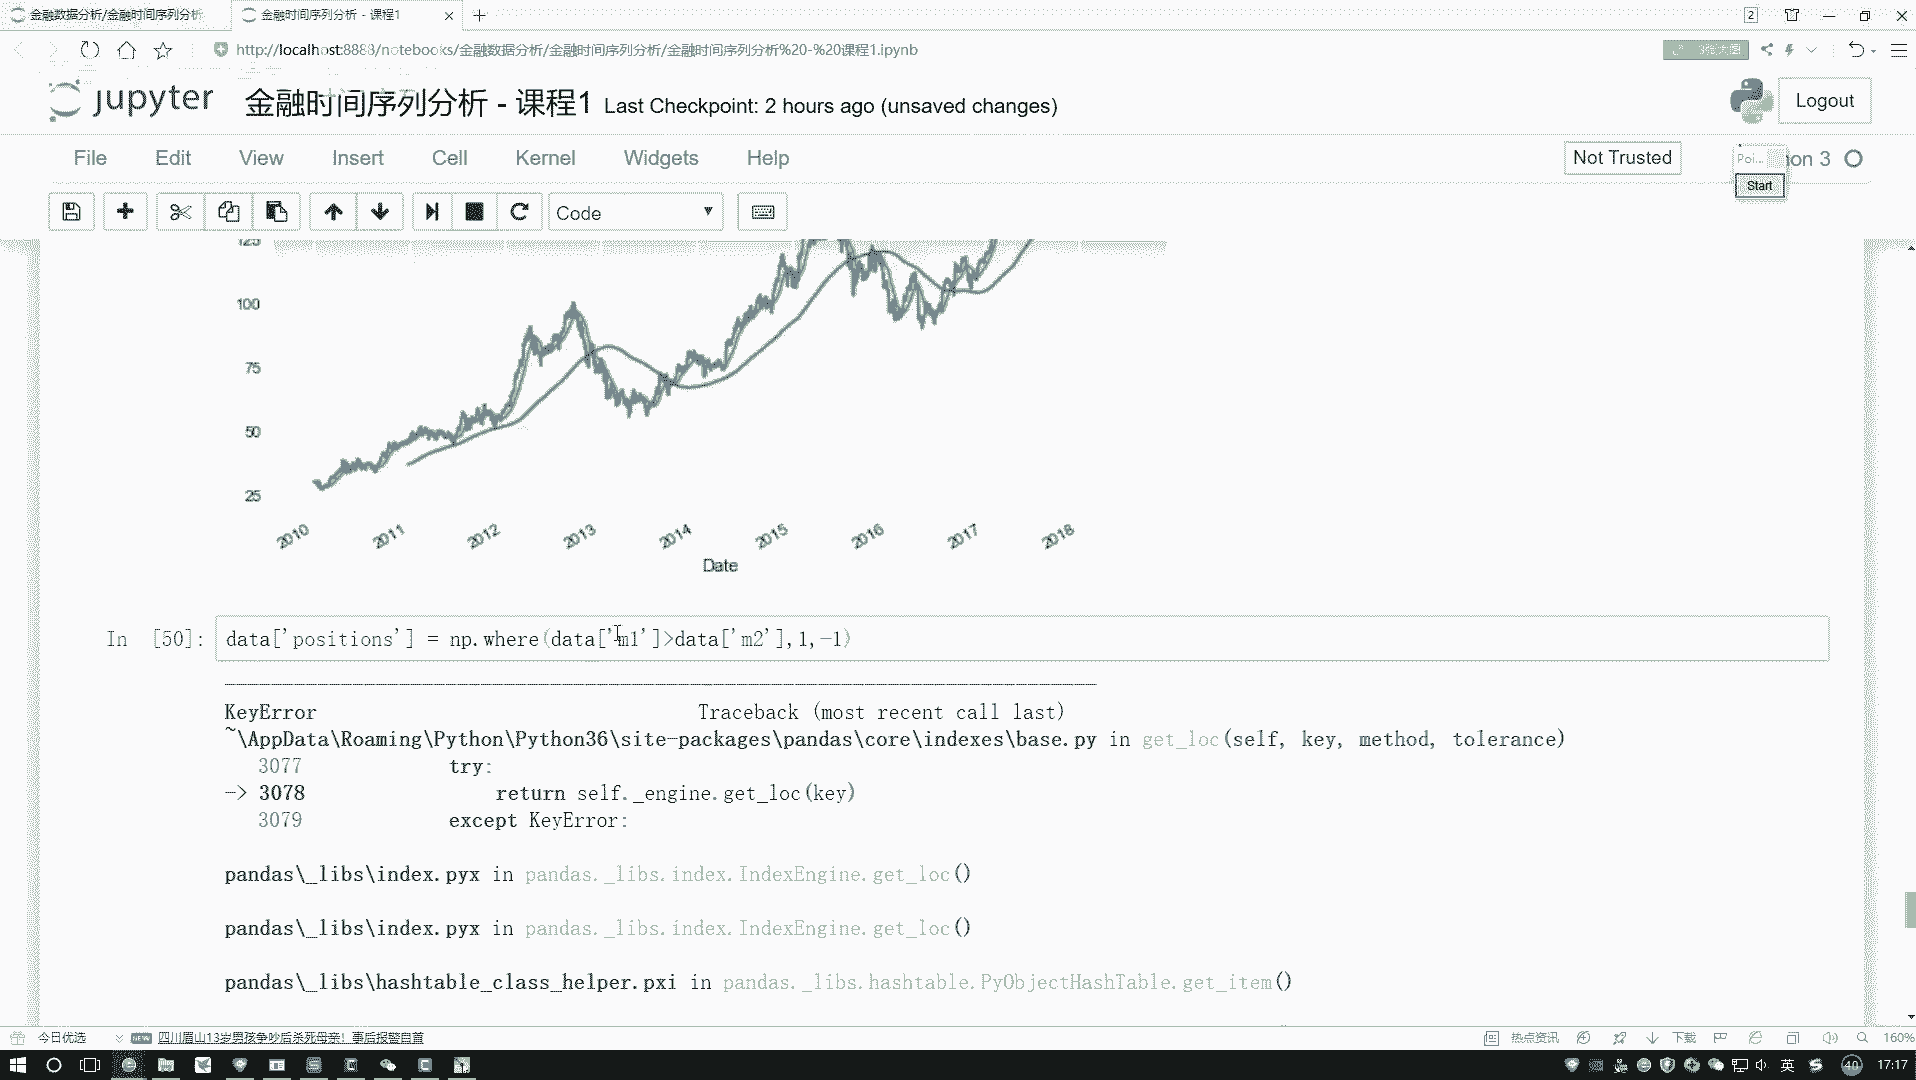 金融数据分析/金融时间序列分析
金融时间序列分析 - 课程1
http://localhost:8888/notebooks/金融数据分析/金融时间序列分析/金融时间序列分析%20-%20课程1.ipynb
jupyter 金融时间序列分析 - 课程1 Last Checkpoint: 2 hours ago (unsaved changes)
Logout
File Edit View Insert Cell Kernel Widgets Help
Not Trusted
Poi...
on 3
Start
Code
125
100
75
50
25
2010 2011 2012 2013 2014 2015 2016 2017 2018
Date
In [50]: data['positions'] = np.where(data['m1']>data['m2'],1,-1)
KeyError Traceback (most recent call last)
~\AppData\Roaming\Python\Python36\site-packages\pandas\core\indexes\base.py in get_loc(self, key, method, tolerance)
3077 try:
-> 3078 return self._engine.get_loc(key)
3079 except KeyError:
pandas\_libs\index.pyx in pandas._libs.index.IndexEngine.get_loc()
pandas\_libs\index.pyx in pandas._libs.index.IndexEngine.get_loc()
pandas\_libs\hashtable_class_helper.pxi in pandas._libs.hashtable.PyObjectHashTable.get_item()
今日优选
NEW 四川眉山13岁男孩争吵后杀死母亲！事后报警自首
热点资讯
下载
160%
英
40
17:17